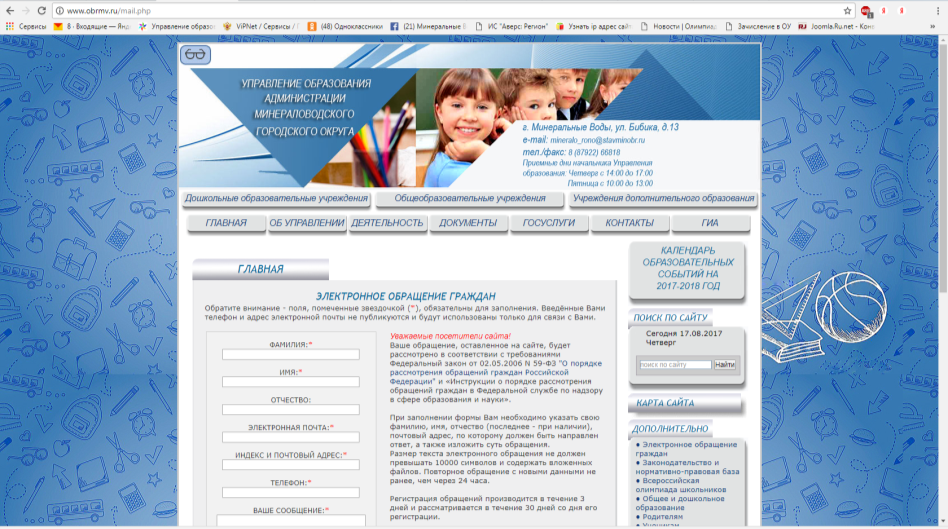 www.obrmv.ru/mail.php
Сервисы
8 · Входящие — Янд
Управление образо
ViPNet / Сервисы /
(48) Одноклассники
(21) Минеральные В
ИС "Аверс: Регион"
Узнать ip адрес сайт
Новости | Олимпиад
Зачисление в ОУ
Joomla.Ru.net - Конс
УПРАВЛЕНИЕ ОБРАЗОВАНИЯ
АДМИНИСТРАЦИИ
МИНЕРАЛОВОДСКОГО
ГОРОДСКОГО ОКРУГА
г. Минеральные Воды, ул. Бибика, д.13
e-mail: mineralo_rono@stavminobr.ru
тел./факс: 8 (87922) 66818
Приемные дни начальника Управления
образования: Четверг с 14:00 до 17:00
Пятница с 10:00 до 13:00
Дошкольные образовательные учреждения
Общеобразовательные учреждения
Учреждения дополнительного образования
ГЛАВНАЯ
ОБ УПРАВЛЕНИИ
ДЕЯТЕЛЬНОСТЬ
ДОКУМЕНТЫ
ГОСУСЛУГИ
КОНТАКТЫ
ГИА
ГЛАВНАЯ
ЭЛЕКТРОННОЕ ОБРАЩЕНИЕ ГРАЖДАН
Обратите внимание - поля, помеченные звездочкой (*), обязательны для заполнения. Введённые Вами
телефон и адрес электронной почты не публикуются и будут использованы только для связи с Вами.
ФАМИЛИЯ:*
ИМЯ:*
ОТЧЕСТВО:
ЭЛЕКТРОННАЯ ПОЧТА:*
ИНДЕКС И ПОЧТОВЫЙ АДРЕС:*
ТЕЛЕФОН:*
ВАШЕ СООБЩЕНИЕ:*
Уважаемые посетители сайта!
Ваше обращение, оставленное на сайте, будет
рассмотрено в соответствии с требованиями
Федеральный закон от 02.05.2006 N 59-ФЗ "О порядке
рассмотрения обращений граждан Российской
Федерации" и «Инструкции о порядке рассмотрения
обращений граждан в Федеральной службе по надзору
в сфере образования и науки».
При заполнении формы Вам необходимо указать свою
фамилию, имя, отчество (последнее - при наличии),
почтовый адрес, по которому должен быть направлен
ответ, а также изложить суть обращения.
Размер текста электронного обращения не должен
превышать 10000 символов и содержать вложенных
файлов. Повторное обращение с новыми данными не
ранее, чем через 24 часа.
Регистрация обращений производится в течение 3
дней и рассматривается в течение 30 дней со дня его
регистрации.
КАЛЕНДАРЬ
ОБРАЗОВАТЕЛЬНЫХ
СОБЫТИЙ НА
2017-2018 ГОД
ПОИСК ПО САЙТУ
Сегодня 17.08.2017
Четверг
поиск по сайту
Найти
КАРТА САЙТА
ДОПОЛНИТЕЛЬНО
♦ Электронное обращение
граждан
♦ Законодательство и
нормативно-правовая база
♦ Всероссийская
олимпиада школьников
♦ Общее и дошкольное
образование
♦ Родителям
♦ Ученикам